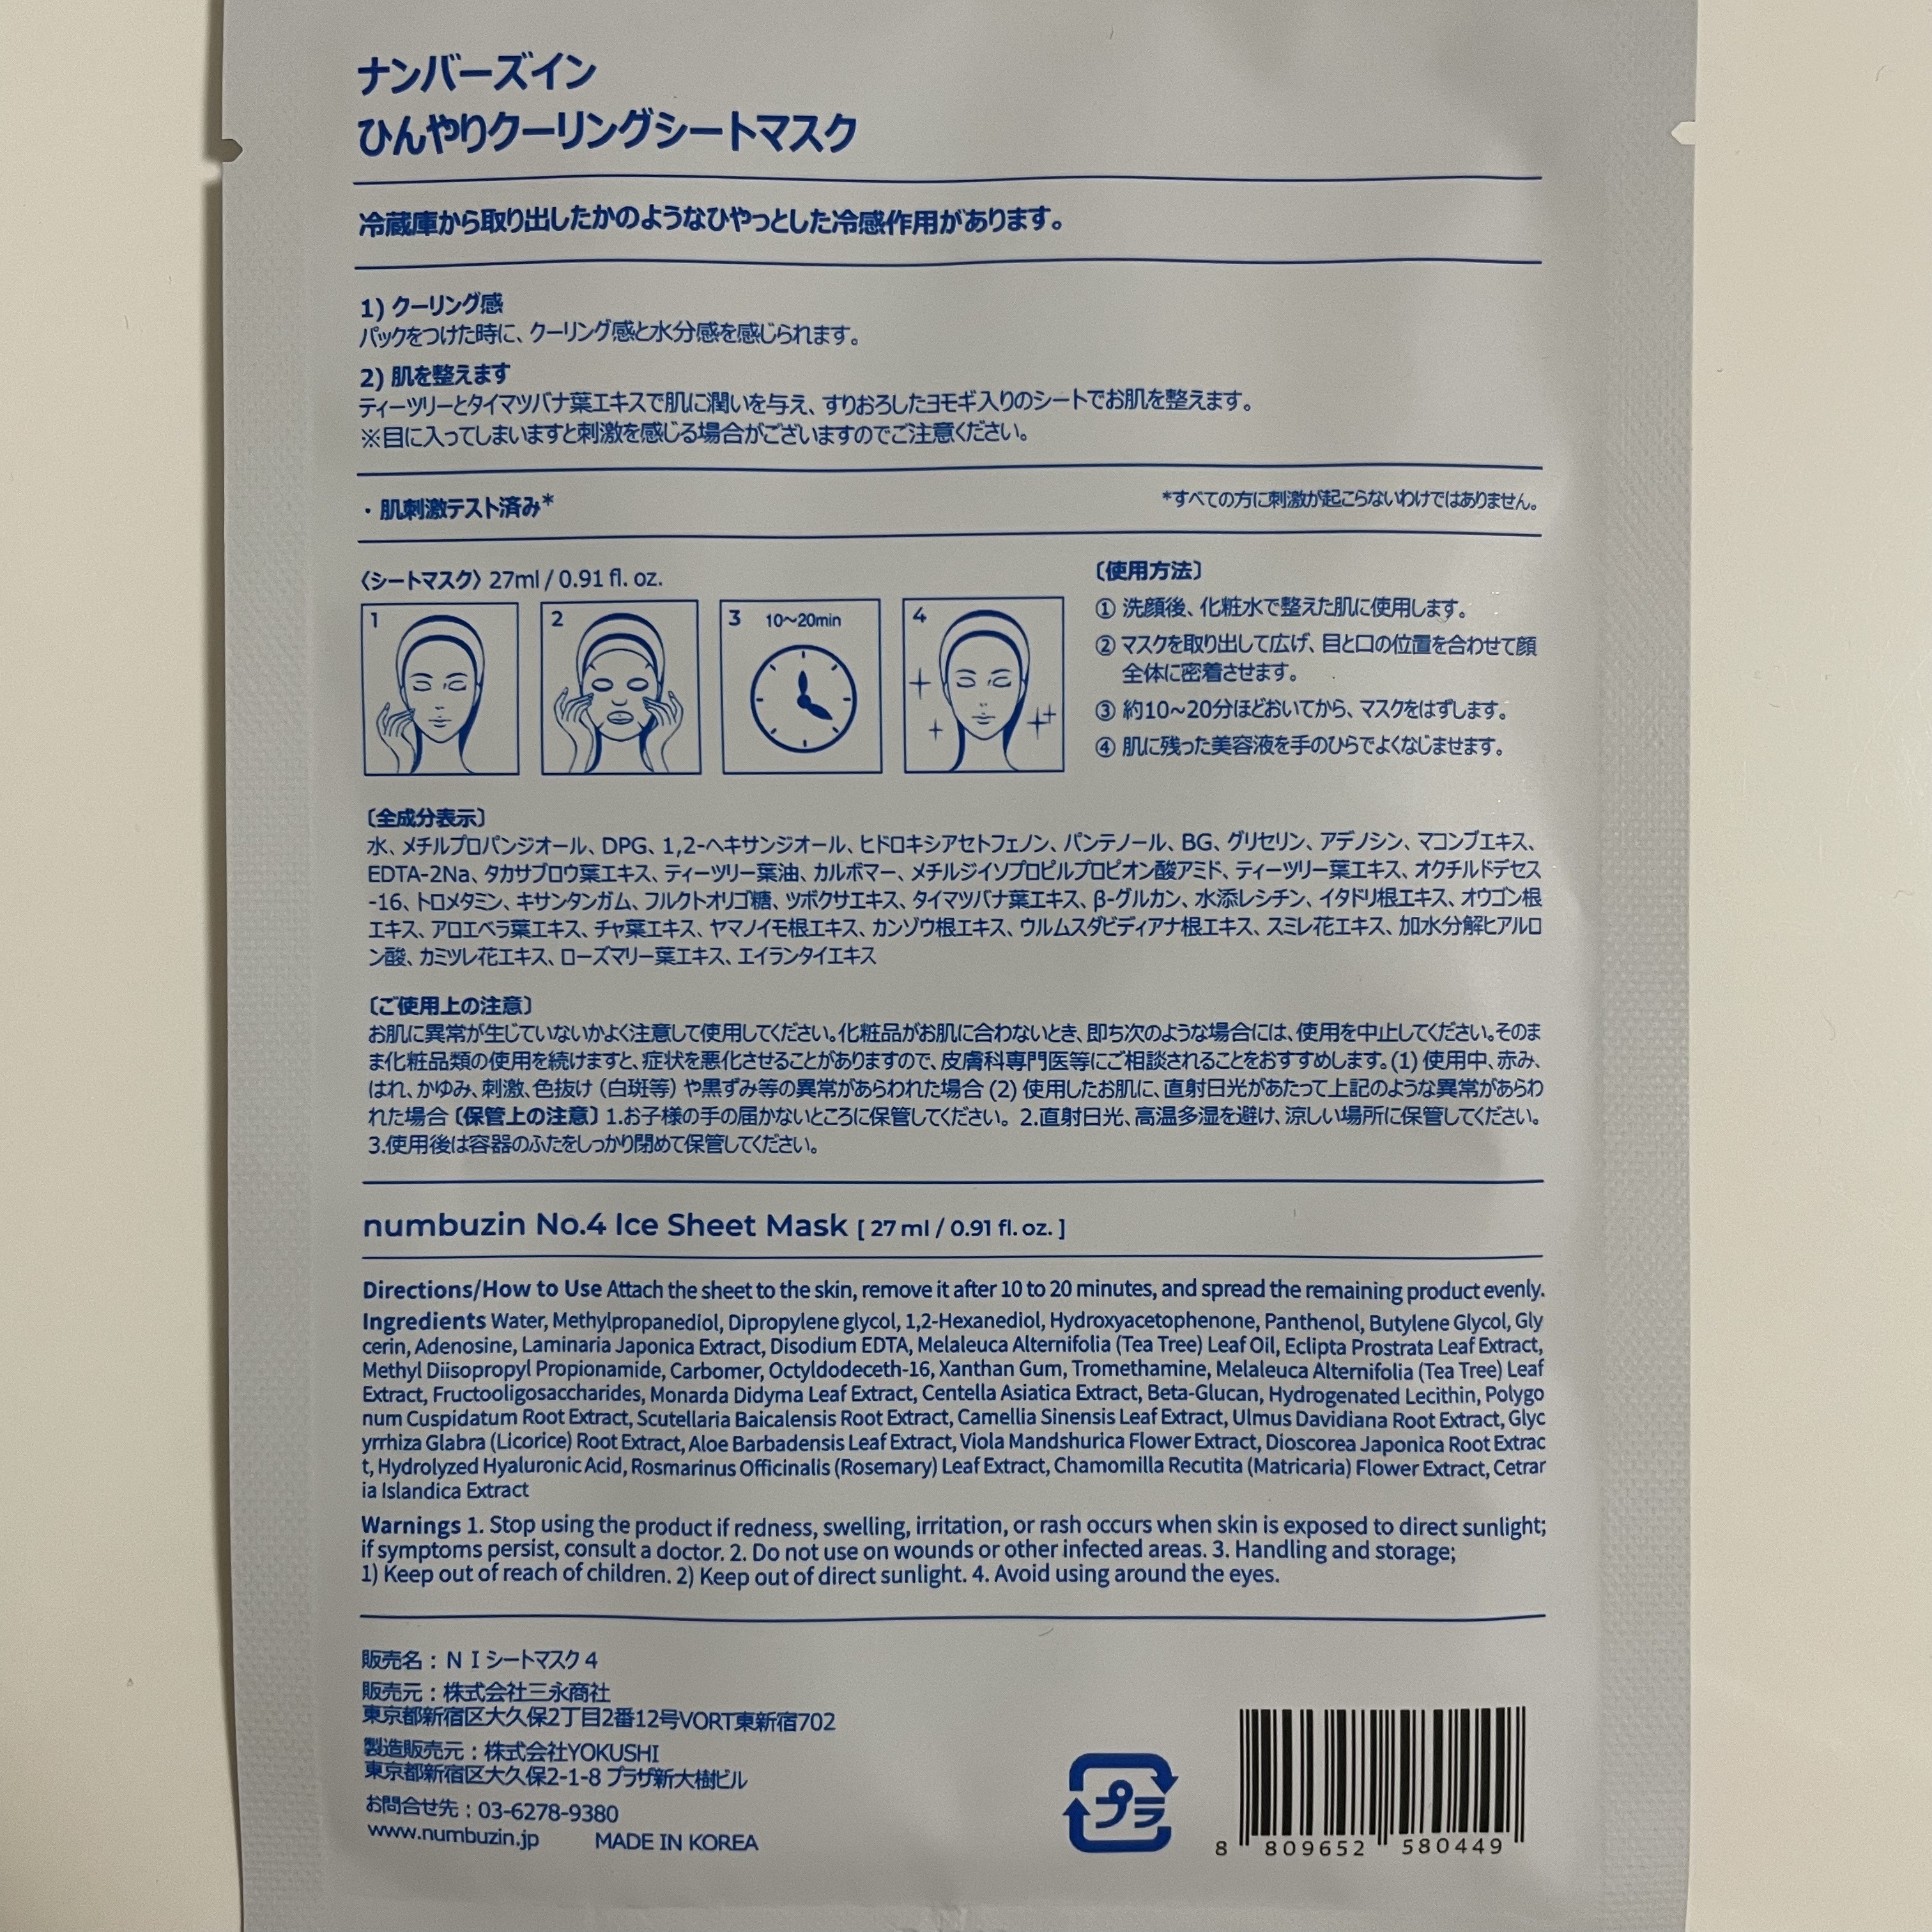 ナンバーズイン
ひんやりクーリングシートマスク
冷蔵庫から取り出したかのようなひやっとした冷感作用があります。
1) クーリング感
パックをつけた時に、クーリング感と水分感を感じられます。
2) 肌を整えます
ティーツリーとタイマツバナ葉エキスで肌に潤いを与え、すりおろしたヨモギ入りのシートでお肌を整えます。
※目に入ってしまいますと刺激を感じる場合がございますのでご注意ください。
・肌刺激テスト済み*
*すべての方に刺激が起こらないわけではありません。
〈シートマスク〉27ml / 0.91 fl. oz.
1
2
3 10〜20min
4
〔使用方法〕
① 洗顔後、化粧水で整えた肌に使用します。
② マスクを取り出して広げ、目と口の位置を合わせて顔
全体に密着させます。
③ 約10〜20分ほどおいてから、マスクをはずします。
④ 肌に残った美容液を手のひらでよくなじませます。
〔全成分表示〕
水、メチルプロパンジオール、DPG、1,2-ヘキサンジオール、ヒドロキシアセトフェノン、パンテノール、BG、グリセリン、アデノシン、マコンブエキス、
EDTA-2Na、タカサブロウ葉エキス、ティーツリー葉油、カルボマー、メチルジイソプロピルプロピオン酸アミド、ティーツリー葉エキス、オクチルドデセス
-16、トロメタミン、キサンタンガム、フルクトオリゴ糖、ツボクサエキス、タイマツバナ葉エキス、β-グルカン、水添レシチン、イタドリ根エキス、オウゴン根
エキス、アロエベラ葉エキス、チャ葉エキス、ヤマノイモ根エキス、カンゾウ根エキス、ウルムスダビディアナ根エキス、スミレ花エキス、加水分解ヒアルロ
ン酸、カミツレ花エキス、ローズマリー葉エキス、エイランタイエキス
〔ご使用上の注意〕
お肌に異常が生じていないかよく注意して使用してください。化粧品がお肌に合わないとき、即ち次のような場合には、使用を中止してください。そのま
ま化粧品類の使用を続けますと、症状を悪化させることがありますので、皮膚科専門医等にご相談されることをおすすめします。(1) 使用中、赤み、
はれ、かゆみ、刺激、色抜け（白斑等）や黒ずみ等の異常があらわれた場合 (2) 使用したお肌に、直射日光があたって上記のような異常があらわ
れた場合〔保管上の注意〕1.お子様の手の届かないところに保管してください。 2.直射日光、高温多湿を避け、涼しい場所に保管してください。
3.使用後は容器のふたをしっかり閉めて保管してください。
numbuzin No.4 Ice Sheet Mask [ 27 ml / 0.91 fl. oz. ]
Directions/How to Use Attach the sheet to the skin, remove it after 10 to 20 minutes, and spread the remaining product evenly.
Ingredients Water, Methylpropanediol, Dipropylene glycol, 1,2-Hexanediol, Hydroxyacetophenone, Panthenol, Butylene Glycol, Gly
cerin, Adenosine, Laminaria Japonica Extract, Disodium EDTA, Melaleuca Alternifolia (Tea Tree) Leaf Oil, Eclipta Prostrata Leaf Extract,
Methyl Diisopropyl Propionamide, Carbomer, Octyldodeceth-16, Xanthan Gum, Tromethamine, Melaleuca Alternifolia (Tea Tree) Leaf
Extract, Fructooligosaccharides, Monarda Didyma Leaf Extract, Centella Asiatica Extract, Beta-Glucan, Hydrogenated Lecithin, Polygo
num Cuspidatum Root Extract, Scutellaria Baicalensis Root Extract, Camellia Sinensis Leaf Extract, Ulmus Davidiana Root Extract, Glyc
yrrhiza Glabra (Licorice) Root Extract, Aloe Barbadensis Leaf Extract, Viola Mandshurica Flower Extract, Dioscorea Japonica Root Extrac
t, Hydrolyzed Hyaluronic Acid, Rosmarinus Officinalis (Rosemary) Leaf Extract, Chamomilla Recutita (Matricaria) Flower Extract, Cetrar
ia Islandica Extract
Warnings 1. Stop using the product if redness, swelling, irritation, or rash occurs when skin is exposed to direct sunlight;
if symptoms persist, consult a doctor. 2. Do not use on wounds or other infected areas. 3. Handling and storage;
1) Keep out of reach of children. 2) Keep out of direct sunlight. 4. Avoid using around the eyes.
販売名：ＮＩシートマスク４
販売元：株式会社三永商社
東京都新宿区大久保2丁目2番12号VORT東新宿702
製造販売元：株式会社YOKUSHI
東京都新宿区大久保2-1-8 プラザ新大樹ビル
お問合せ先：03-6278-9380
www.numbuzin.jp MADE IN KOREA
プラ
8 809652 580449